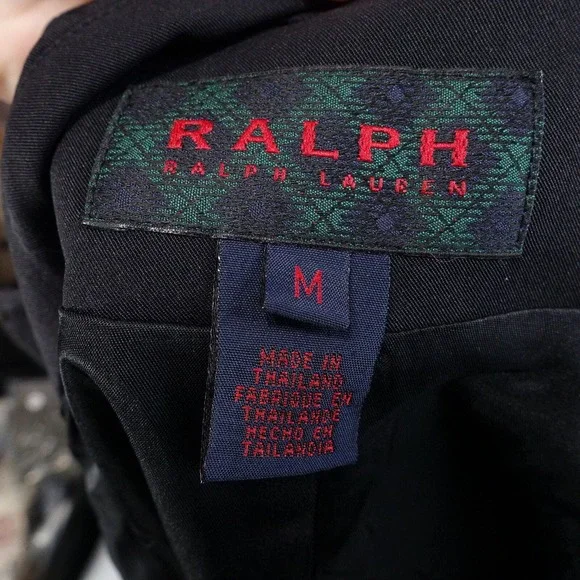 RALPH
RALPH LAUREN
M
MADE IN
THAILAND
FABRIQUE EN
THAILANDE
HECHO EN
TAILANDIA